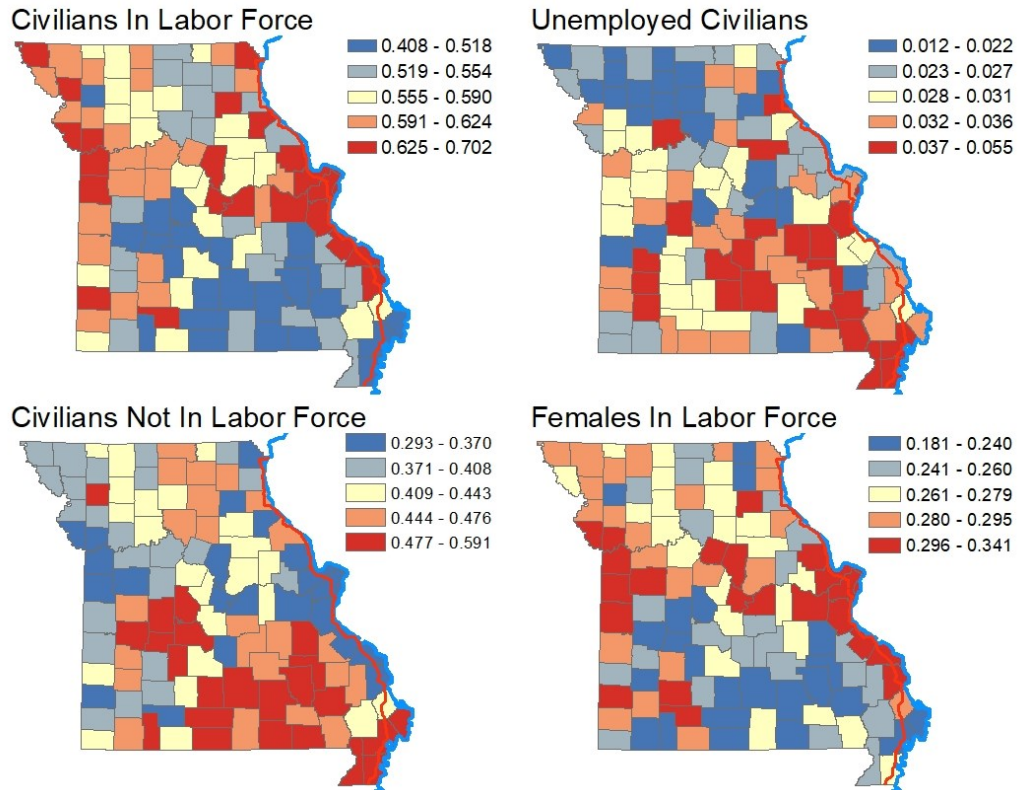 Civilians In Labor Force
0.408 - 0.518
0.519 - 0.554
0.555 - 0.590
0.591 - 0.624
0.625 - 0.702
Unemployed Civilians
0.012 - 0.022
0.023 - 0.027
0.028 - 0.031
0.032 - 0.036
0.037 - 0.055
Civilians Not In Labor Force
0.293 - 0.370
0.371 - 0.408
0.409 - 0.443
0.444 - 0.476
0.477 - 0.591
Females In Labor Force
0.181 - 0.240
0.241 - 0.260
0.261 - 0.279
0.280 - 0.295
0.296 - 0.341